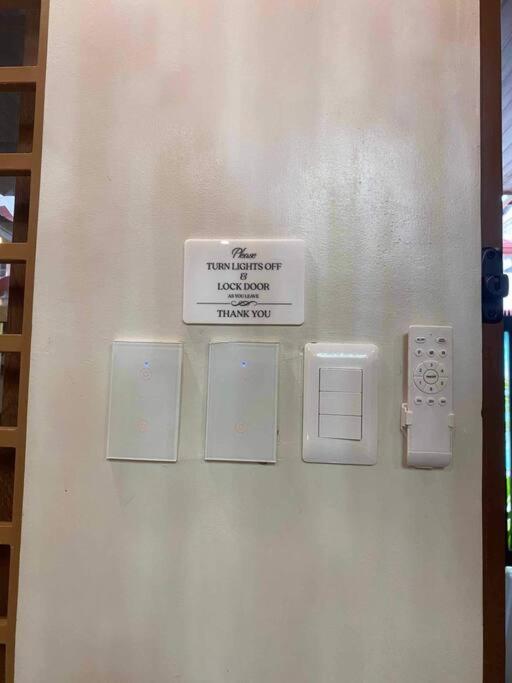 Please
TURN LIGHTS OFF
&
LOCK DOOR
AS YOU LEAVE
THANK YOU